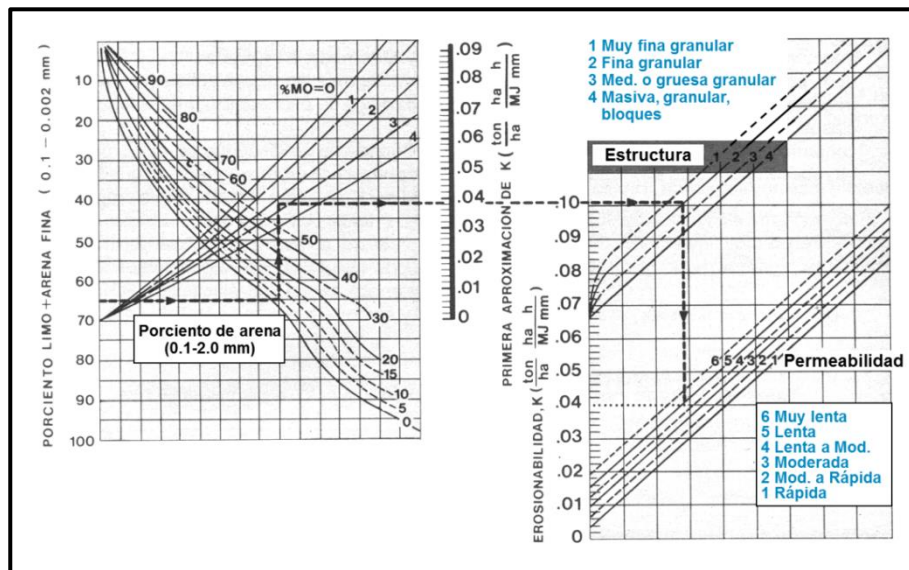 PORCIENTO LIMO+ARENA FINA ( 0.1 – 0.002 mm )
10
20
30
40
50
60
70
80
90
100
90
80
70
60
50
40
30
20
15
10
5
0
%MO=0
1
2
3
4
Porciento de arena
(0.1-2.0 mm)
PRIMERA APROXIMACION DE K ( ton/ha ha/MJ h/mm )
.09
.08
.07
.06
.05
.04
.03
.02
.01
0
1 Muy fina granular
2 Fina granular
3 Med. o gruesa granular
4 Masiva, granular,
bloques
Estructura
1 2 3 4
EROSIONABILIDAD, K ( ton/ha ha/MJ h/mm )
.10
.09
.08
.07
.06
.05
.04
.03
.02
.01
0
6 5 4 3 2 1
Permeabilidad
6 Muy lenta
5 Lenta
4 Lenta a Mod.
3 Moderada
2 Mod. a Rápida
1 Rápida